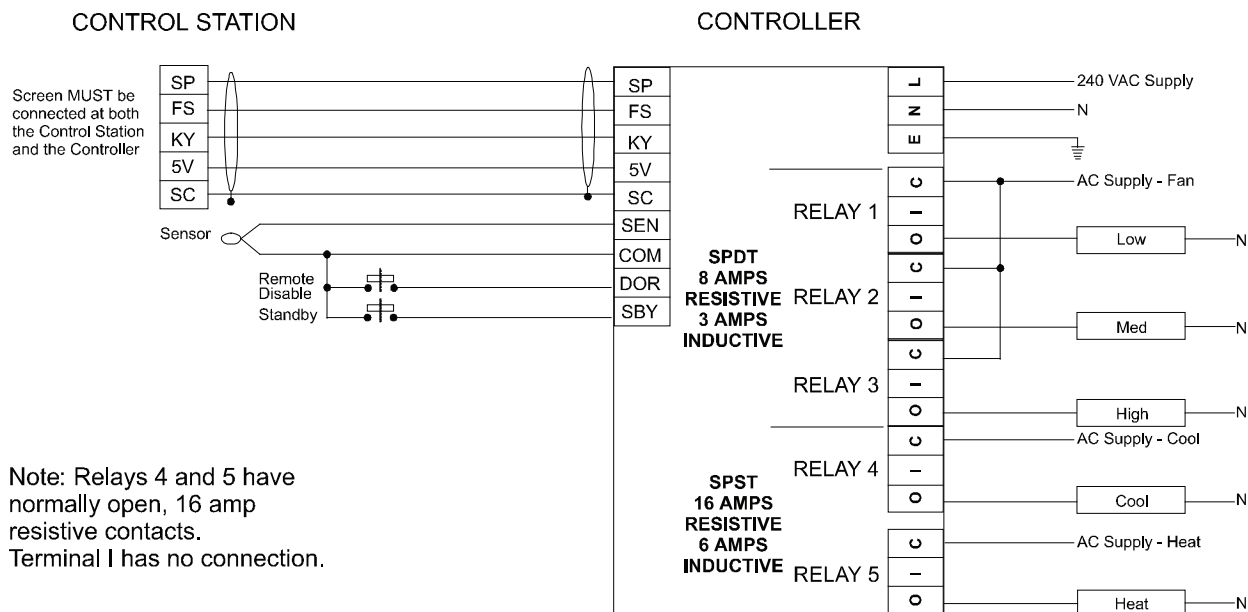 CONTROL STATION
CONTROLLER
Screen MUST be
connected at both
the Control Station
and the Controller
SP
FS
KY
5V
SC
Sensor
Remote
Disable
Standby
SP
FS
KY
5V
SC
SEN
COM
DOR
SBY
SPDT
8 AMPS
RESISTIVE
3 AMPS
INDUCTIVE
SPST
16 AMPS
RESISTIVE
6 AMPS
INDUCTIVE
RELAY 1
RELAY 2
RELAY 3
RELAY 4
RELAY 5
L
N
E
C
I
O
C
I
O
C
I
O
C
I
O
C
I
O
240 VAC Supply
N
AC Supply - Fan
Low N
Med N
High N
AC Supply - Cool
Cool N
AC Supply - Heat
Heat N
Note: Relays 4 and 5 have
normally open, 16 amp
resistive contacts.
Terminal I has no connection.